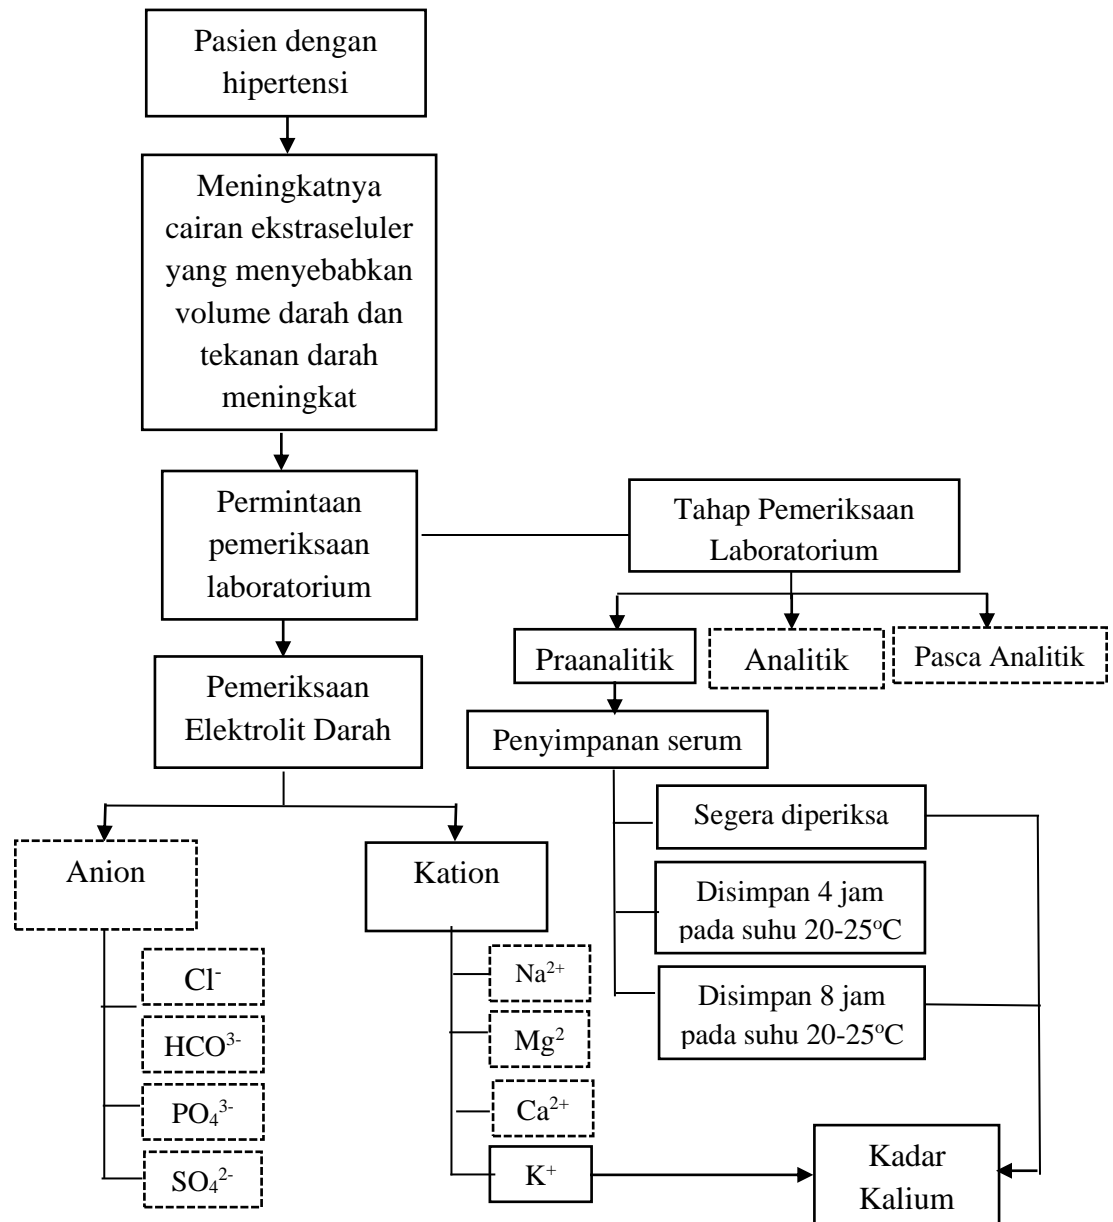 Pasien dengan
hipertensi
Meningkatnya
cairan ekstraseluler
yang menyebabkan
volume darah dan
tekanan darah
meningkat
Permintaan
pemeriksaan
laboratorium
Tahap Pemeriksaan
Laboratorium
Praanalitik
Analitik
Pasca Analitik
Pemeriksaan
Elektrolit Darah
Penyimpanan serum
Segera diperiksa
Disimpan 4 jam
pada suhu 20-25°C
Disimpan 8 jam
pada suhu 20-25°C
Anion
Kation
Cl⁻
HCO³⁻
PO₄³⁻
SO₄²⁻
Na²⁺
Mg²
Ca²⁺
K⁺
Kadar
Kalium